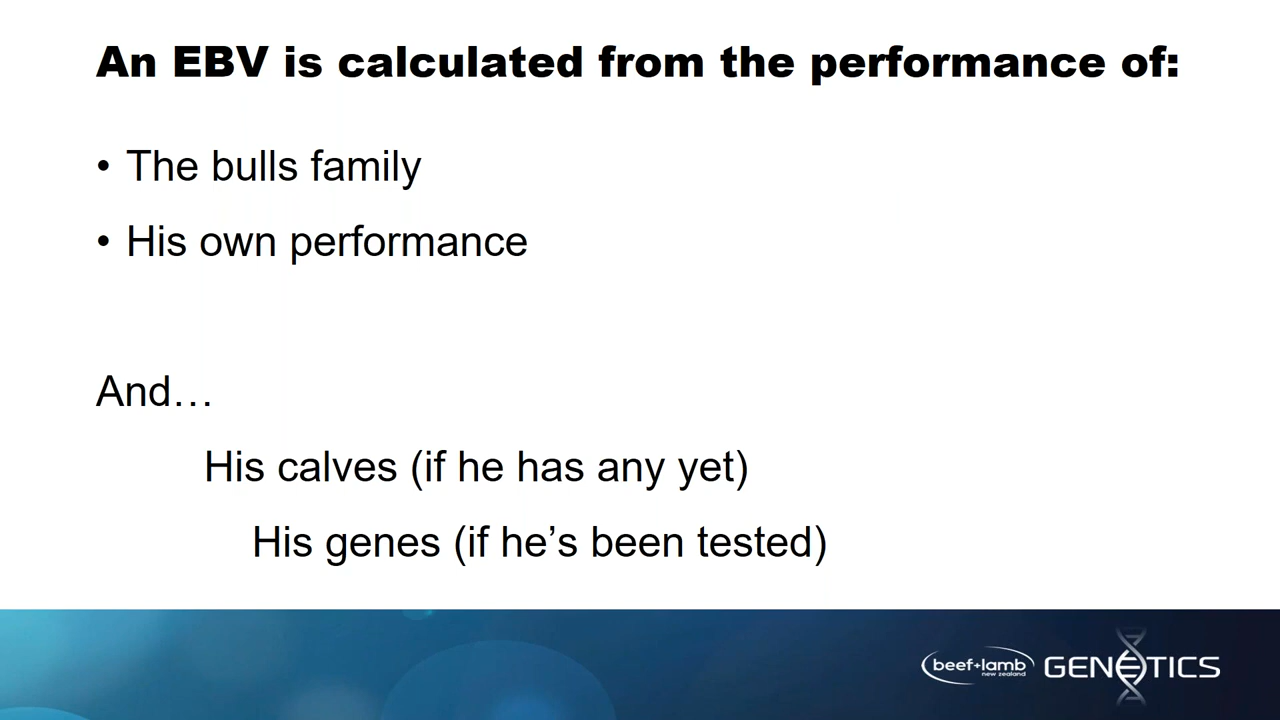 An EBV is calculated from the performance of:
• The bulls family
• His own performance
And…
His calves (if he has any yet)
His genes (if he’s been tested)
beef+lamb
new zealand
GENETICS